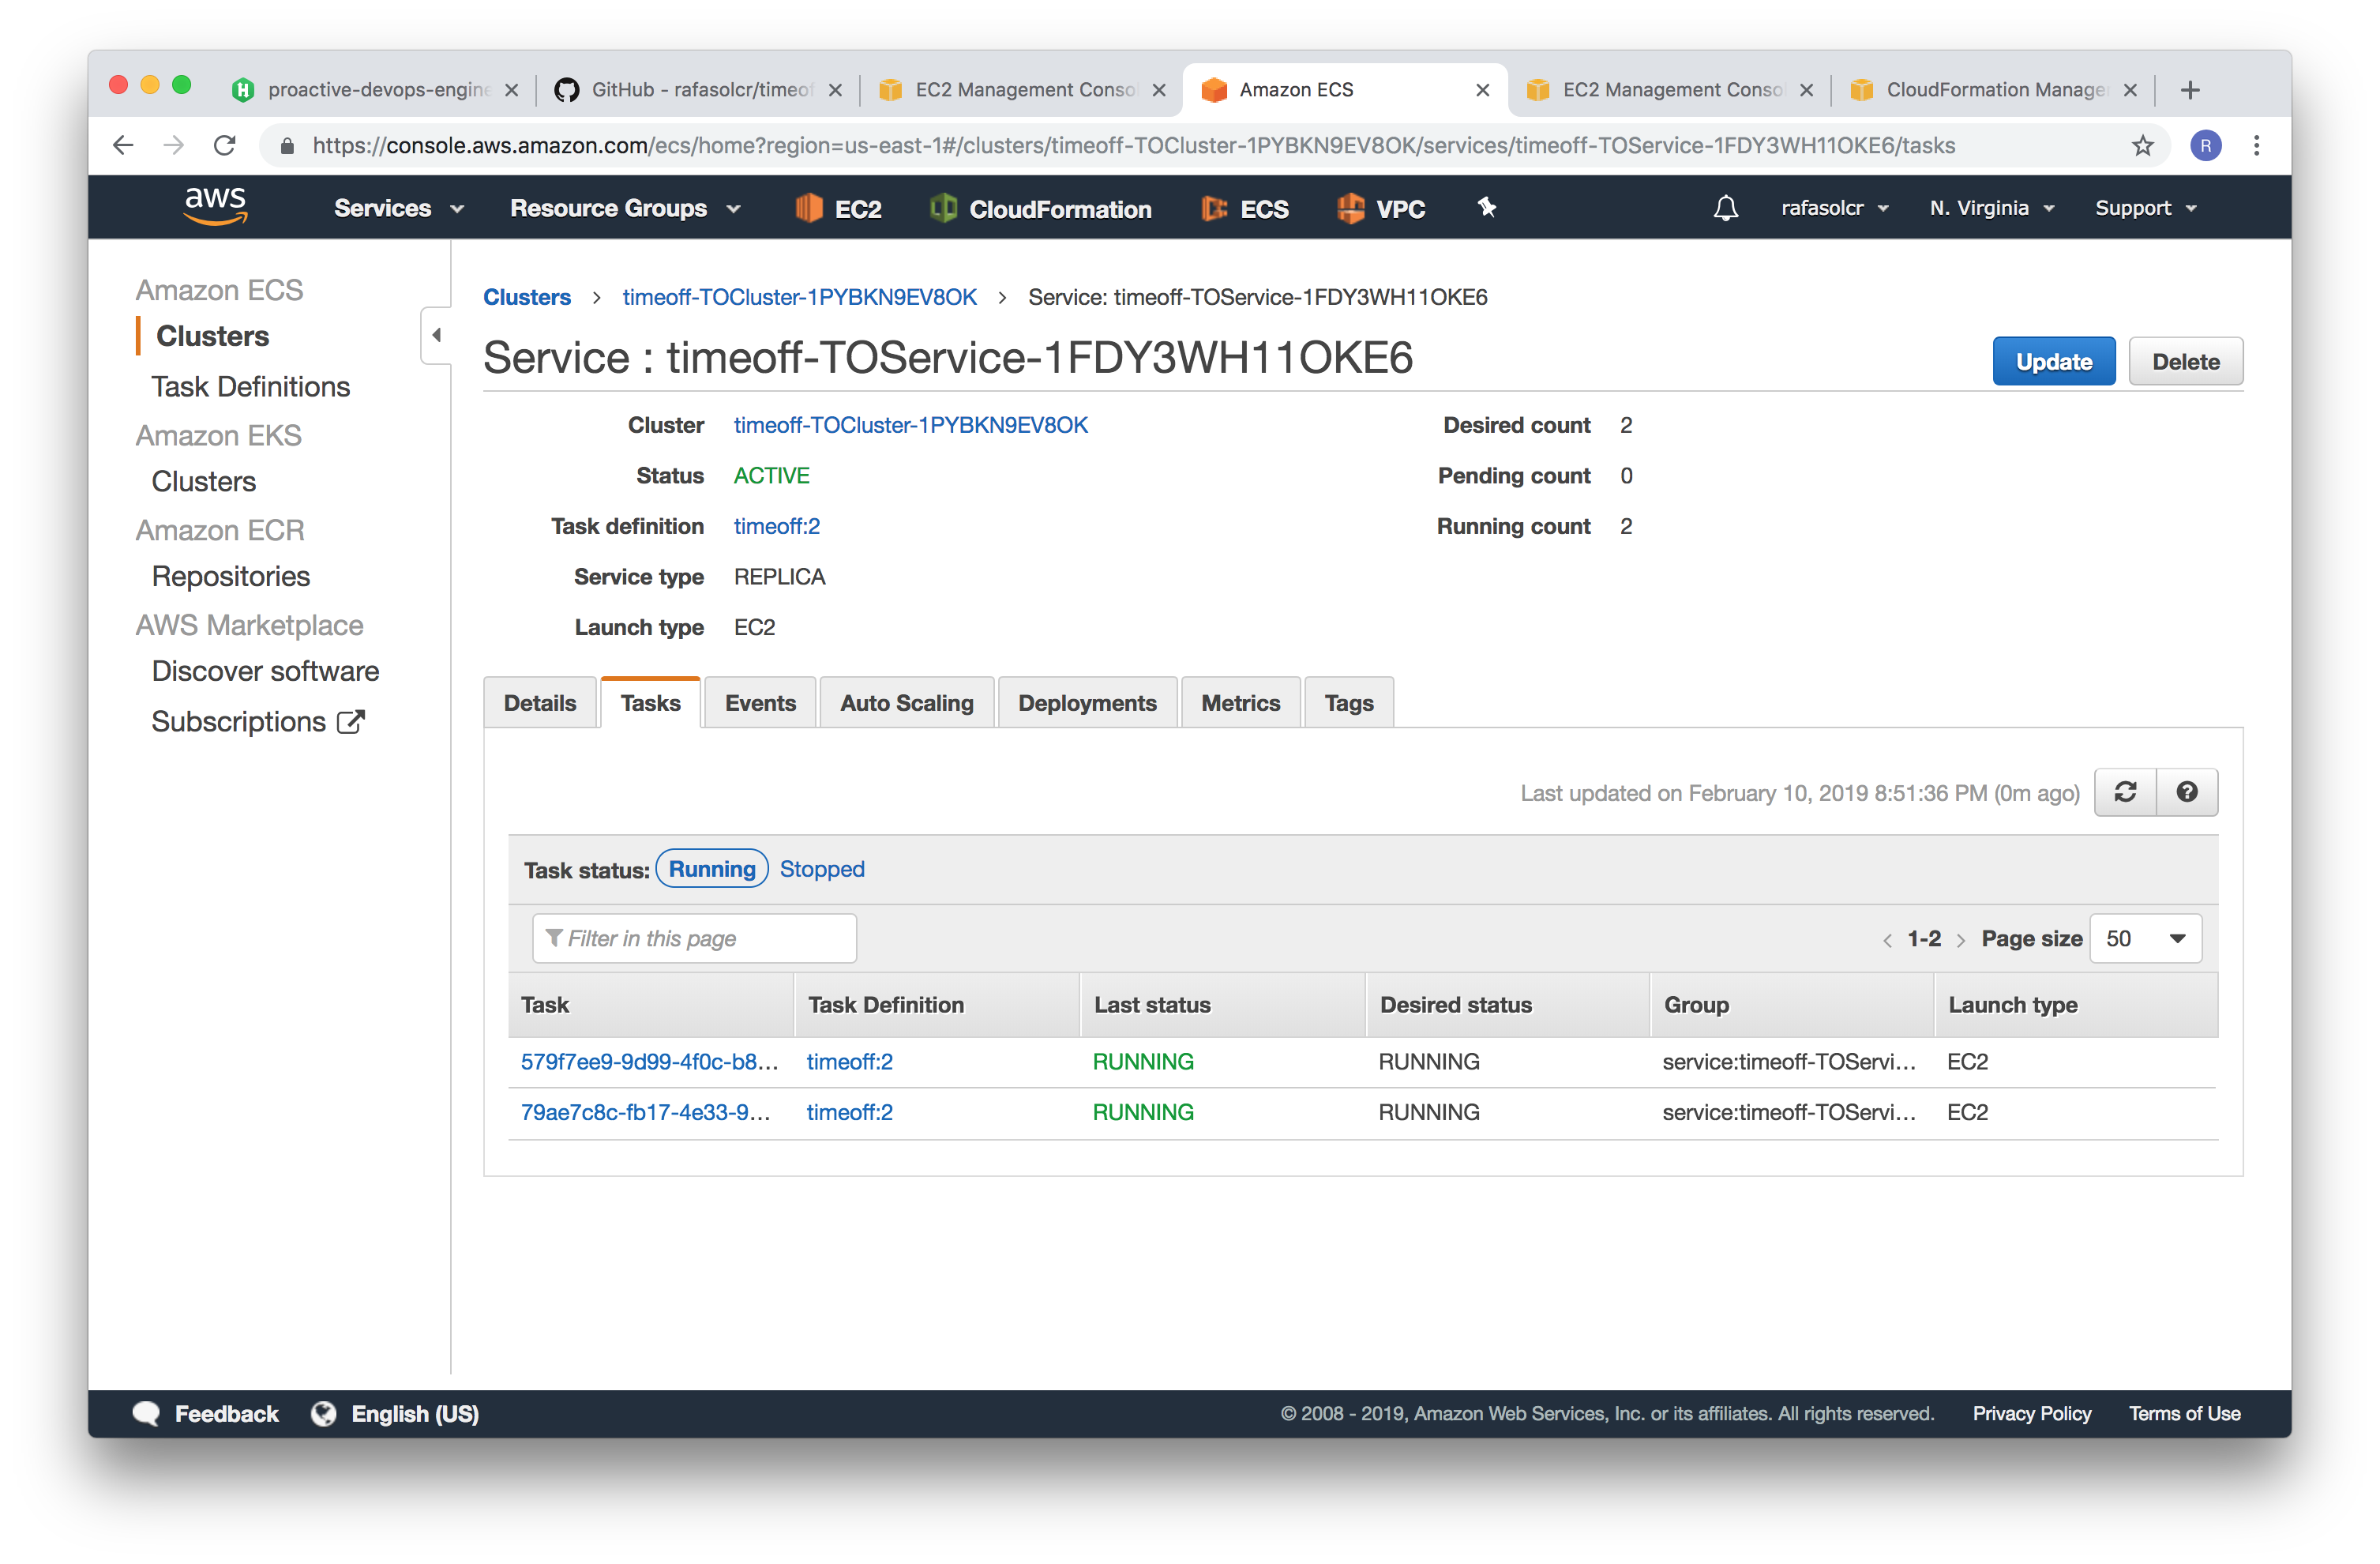 proactive-devops-engine
GitHub - rafasolcr/timeof
EC2 Management Consol
Amazon ECS
EC2 Management Consol
CloudFormation Manage
https://console.aws.amazon.com/ecs/home?region=us-east-1#/clusters/timeoff-TOCluster-1PYBKN9EV8OK/services/timeoff-TOService-1FDY3WH11OKE6/tasks
R
aws
Services
Resource Groups
EC2
CloudFormation
ECS
VPC
rafasolcr
N. Virginia
Support
Amazon ECS
Clusters
Task Definitions
Amazon EKS
Clusters
Amazon ECR
Repositories
AWS Marketplace
Discover software
Subscriptions
Clusters > timeoff-TOCluster-1PYBKN9EV8OK > Service: timeoff-TOService-1FDY3WH11OKE6
Service : timeoff-TOService-1FDY3WH11OKE6
Update
Delete
Cluster timeoff-TOCluster-1PYBKN9EV8OK
Status ACTIVE
Task definition timeoff:2
Service type REPLICA
Launch type EC2
Desired count 2
Pending count 0
Running count 2
Details
Tasks
Events
Auto Scaling
Deployments
Metrics
Tags
Last updated on February 10, 2019 8:51:36 PM (0m ago)
Task status: Running Stopped
Filter in this page
< 1-2 > Page size 50
Task Task Definition Last status Desired status Group Launch type
579f7ee9-9d99-4f0c-b8... timeoff:2 RUNNING RUNNING service:timeoff-TOServi... EC2
79ae7c8c-fb17-4e33-9... timeoff:2 RUNNING RUNNING service:timeoff-TOServi... EC2
Feedback
English (US)
© 2008 - 2019, Amazon Web Services, Inc. or its affiliates. All rights reserved.
Privacy Policy
Terms of Use